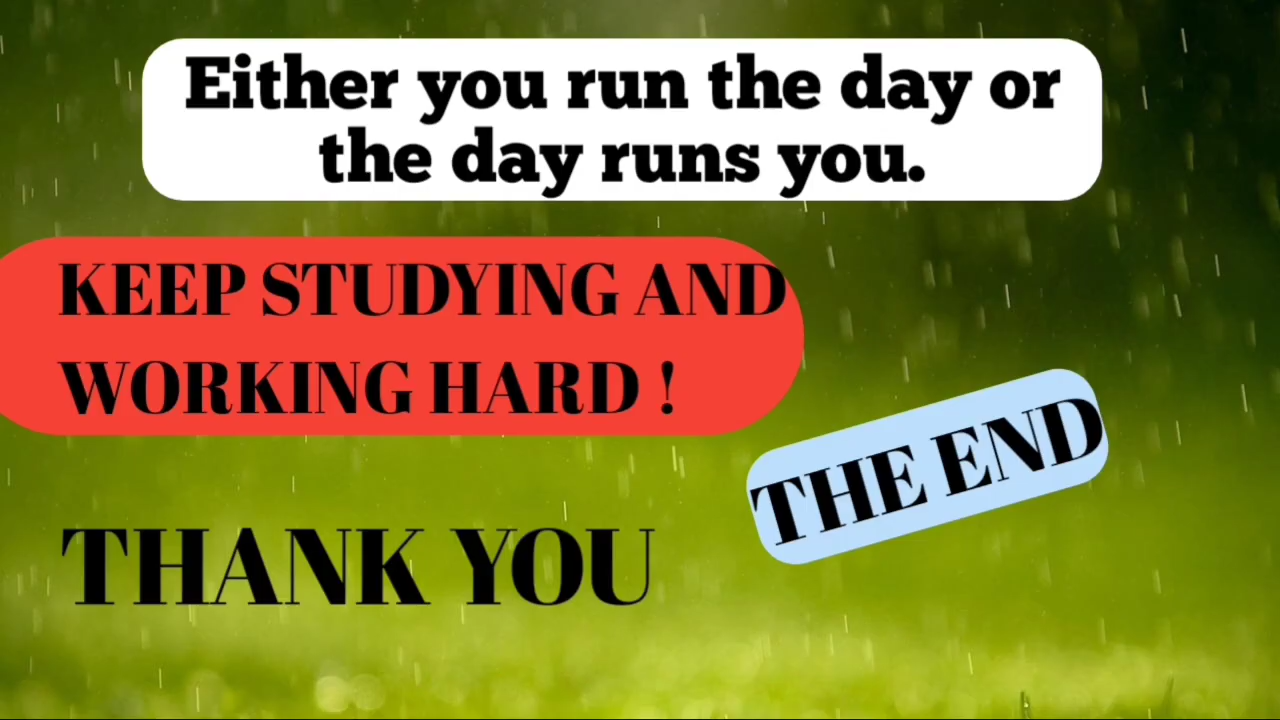 Either you run the day or
the day runs you.
KEEP STUDYING AND
WORKING HARD !
THE END
THANK YOU